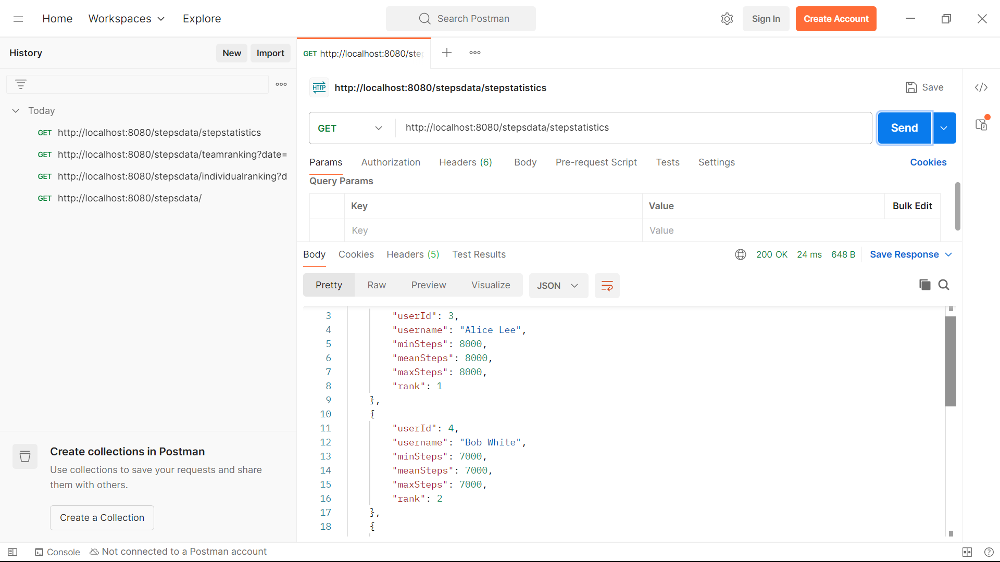 Home
Workspaces
Explore
Search Postman
Sign In
Create Account
History
New
Import
GET http://localhost:8080/ste
HTTP
http://localhost:8080/stepsdata/stepstatistics
Save
Today
GET http://localhost:8080/stepsdata/stepstatistics
GET http://localhost:8080/stepsdata/teamranking?date=
GET http://localhost:8080/stepsdata/individualranking?d
GET http://localhost:8080/stepsdata/
GET
http://localhost:8080/stepsdata/stepstatistics
Send
Params
Authorization
Headers (6)
Body
Pre-request Script
Tests
Settings
Cookies
Query Params
Key
Value
Bulk Edit
Key
Value
Body
Cookies
Headers (5)
Test Results
200 OK
24 ms
648 B
Save Response
Pretty
Raw
Preview
Visualize
JSON
3 "userId": 3,
4 "username": "Alice Lee",
5 "minSteps": 8000,
6 "meanSteps": 8000,
7 "maxSteps": 8000,
8 "rank": 1
9 },
10 {
11 "userId": 4,
12 "username": "Bob White",
13 "minSteps": 7000,
14 "meanSteps": 7000,
15 "maxSteps": 7000,
16 "rank": 2
17 },
18 {
Create collections in Postman
Use collections to save your requests and share
them with others.
Create a Collection
Console
Not connected to a Postman account